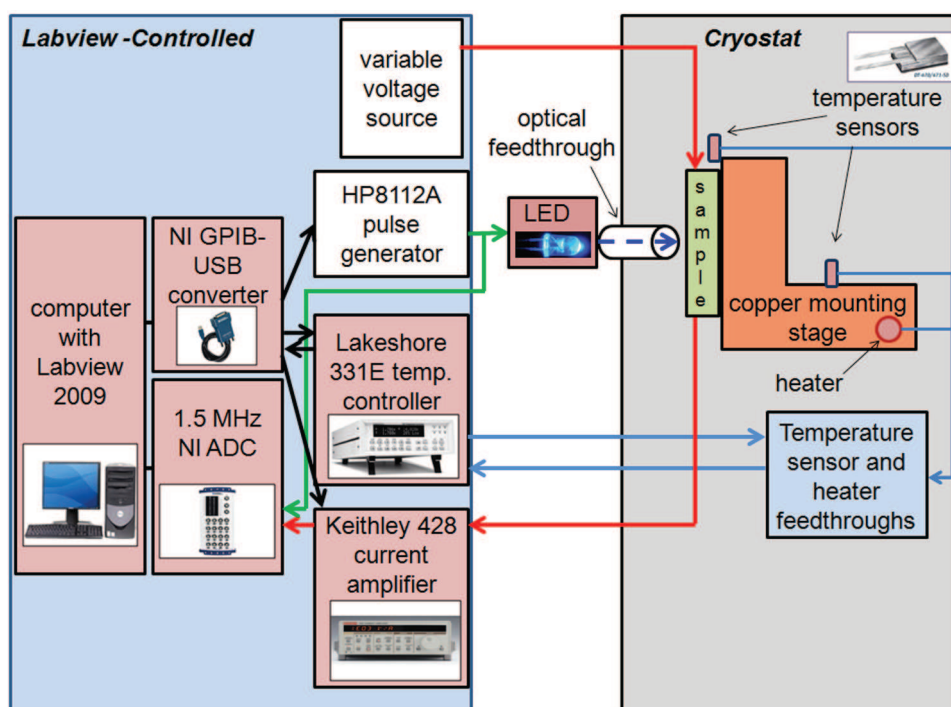 Labview -Controlled
variable
voltage
source
HP8112A
pulse
generator
NI GPIB-
USB
converter
computer
with
Labview
2009
Lakeshore
331E temp.
controller
1.5 MHz
NI ADC
Keithley 428
current
amplifier
optical
feedthrough
LED
Cryostat
temperature
sensors
sample
copper mounting
stage
heater
Temperature
sensor and
heater
feedthroughs